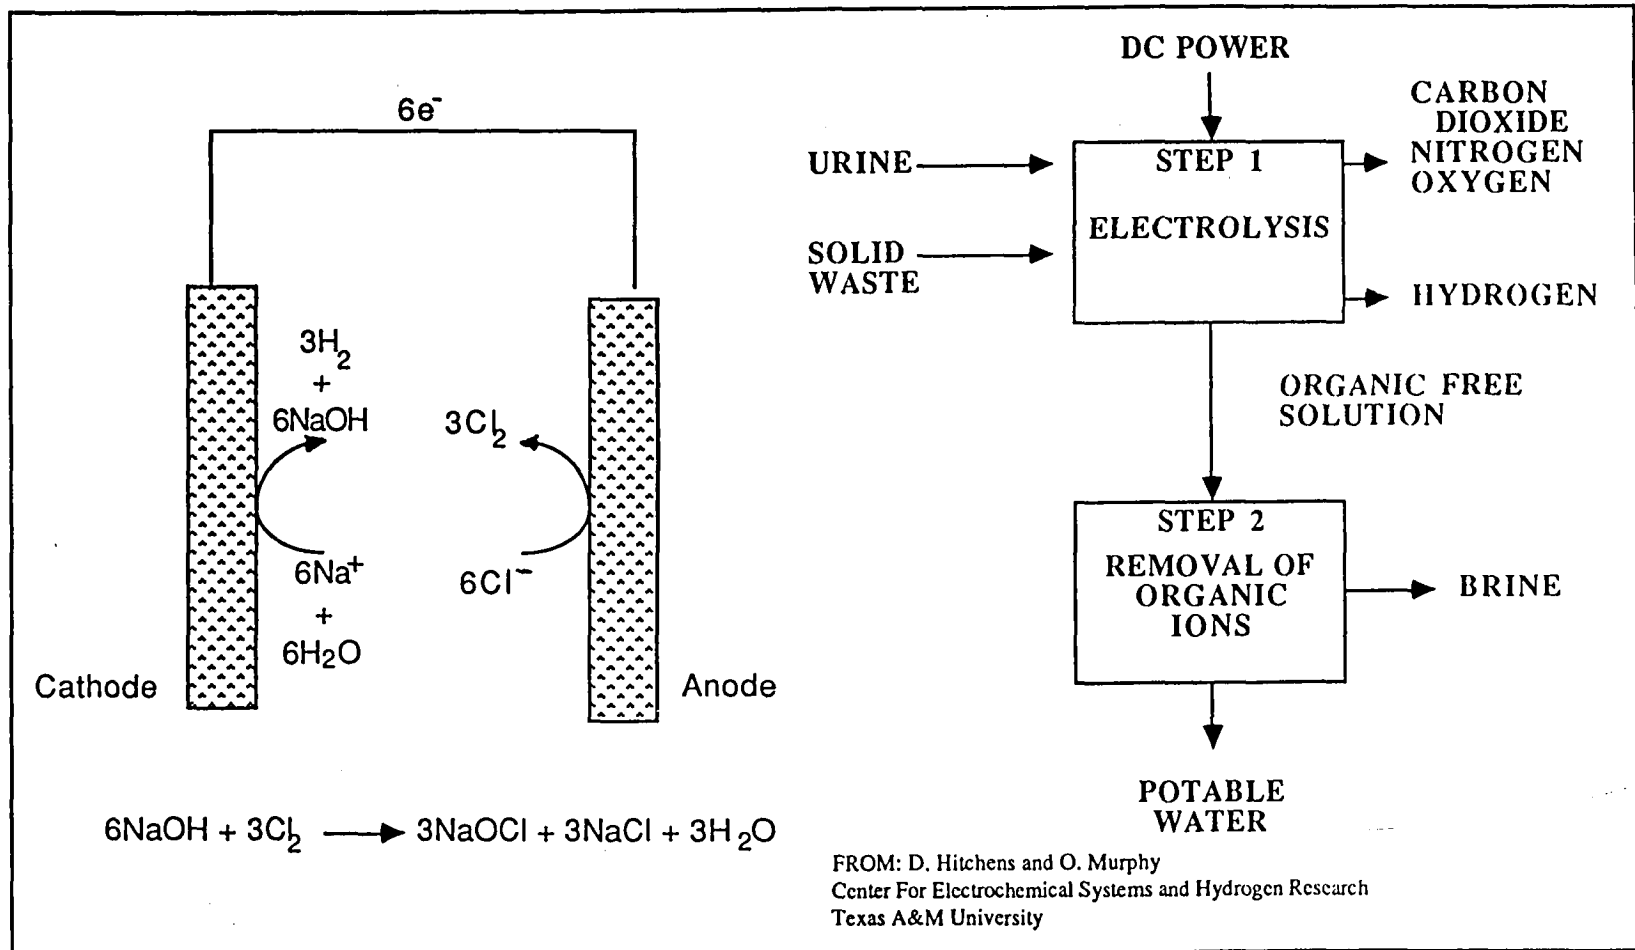 6e⁻
3H₂
+
6NaOH
3Cl₂
6Na⁺
+
6H₂O
6Cl⁻
Cathode
Anode
6NaOH + 3Cl₂ → 3NaOCl + 3NaCl + 3H₂O
DC POWER
URINE
SOLID
WASTE
STEP 1
ELECTROLYSIS
CARBON
DIOXIDE
NITROGEN
OXYGEN
HYDROGEN
ORGANIC FREE
SOLUTION
STEP 2
REMOVAL OF
ORGANIC
IONS
BRINE
POTABLE
WATER
FROM: D. Hitchens and O. Murphy
Center For Electrochemical Systems and Hydrogen Research
Texas A&M University